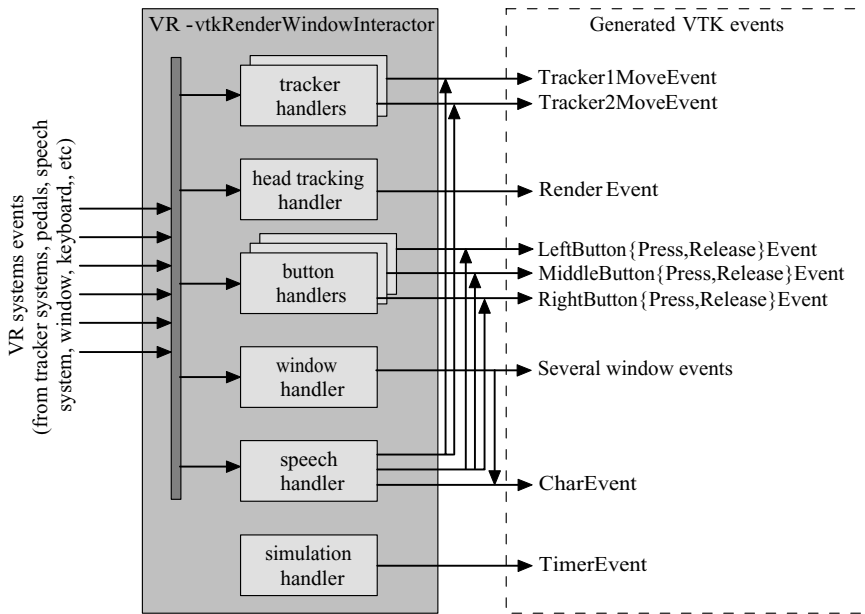 VR -vtkRenderWindowInteractor
Generated VTK events
tracker
handlers
Tracker1MoveEvent
Tracker2MoveEvent
head tracking
handler
RenderEvent
VR systems events
(from tracker systems, pedals, speech
system, window, keyboard,, etc)
button
handlers
LeftButton{Press,Release}Event
MiddleButton{Press,Release}Event
RightButton{Press,Release}Event
window
handler
Several window events
speech
handler
CharEvent
simulation
handler
TimerEvent